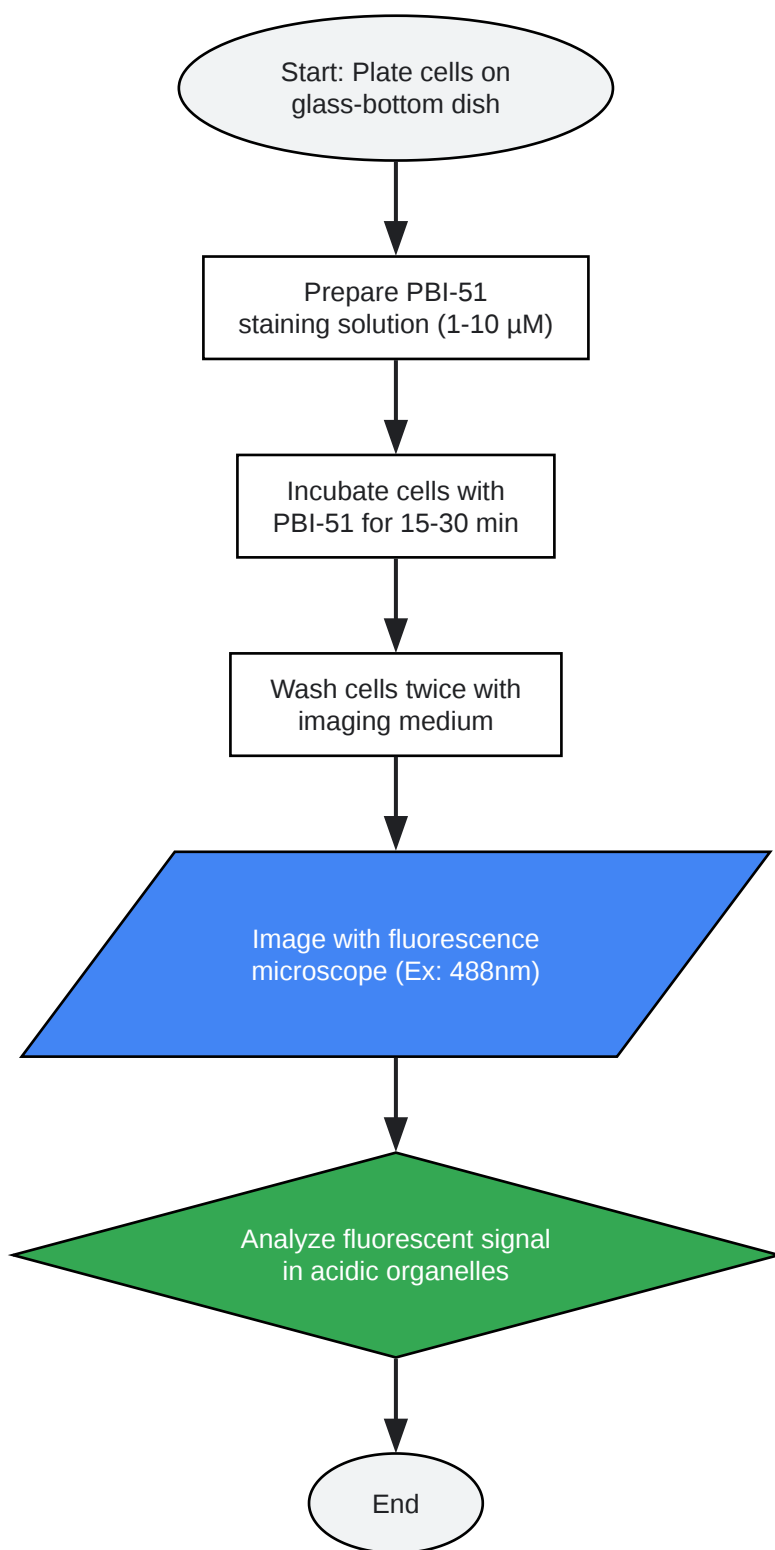 Start: Plate cells on
glass-bottom dish
Prepare PBI-51
staining solution (1-10 µM)
Incubate cells with
PBI-51 for 15-30 min
Wash cells twice with
imaging medium
Image with fluorescence
microscope (Ex: 488nm)
Analyze fluorescent signal
in acidic organelles
End